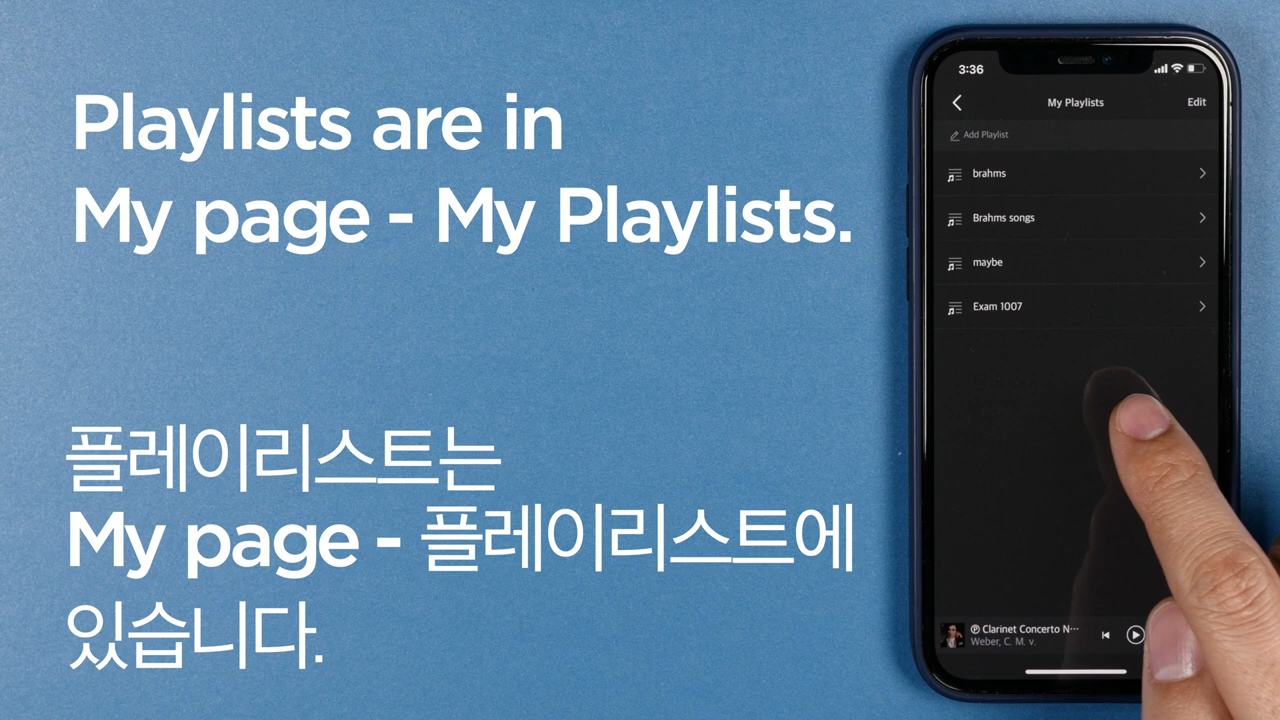 Playlists are in
My page - My Playlists.
플레이리스트는
My page - 플레이리스트에
있습니다.
3:36
My Playlists
Edit
Add Playlist
brahms
Brahms songs
maybe
Exam 1007
Ⓟ Clarinet Concerto N…
Weber, C. M. v.